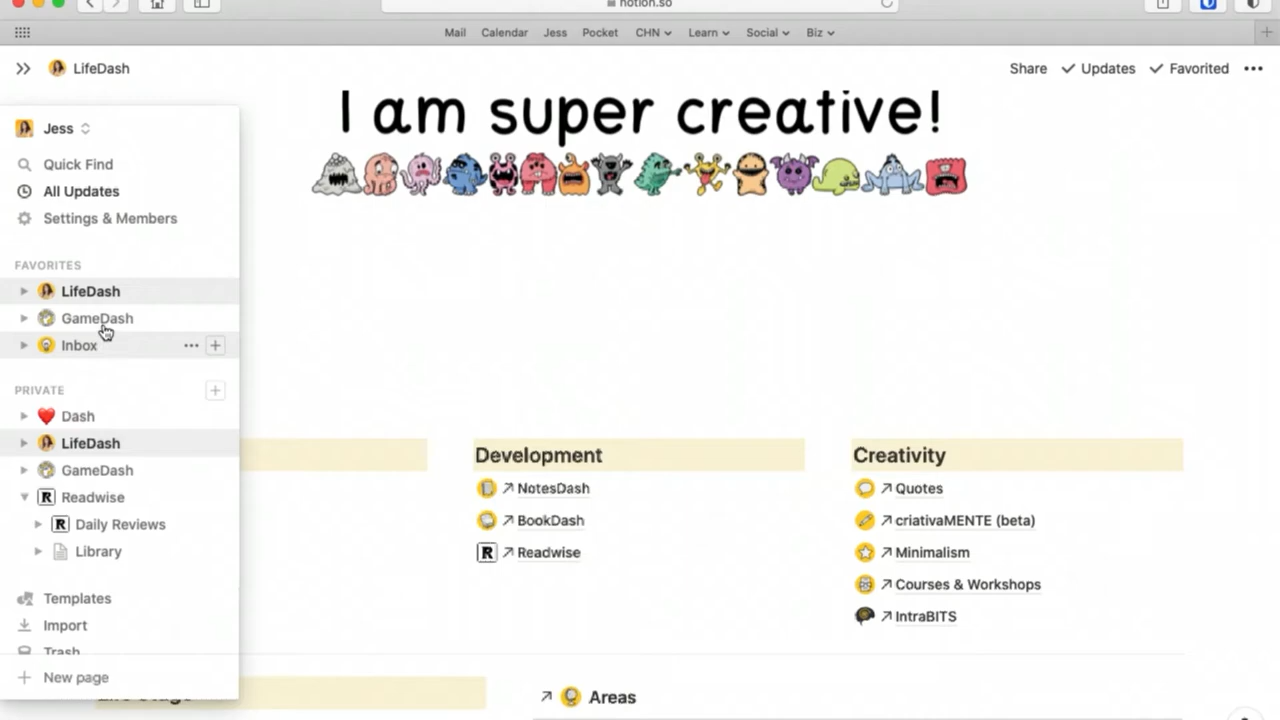 notion.so
Mail Calendar Jess Pocket CHN Learn Social Biz
LifeDash
Share Updates Favorited
I am super creative!
Jess
Quick Find
All Updates
Settings & Members
FAVORITES
LifeDash
GameDash
Inbox
PRIVATE
Dash
LifeDash
GameDash
R Readwise
R Daily Reviews
Library
Templates
Import
Trash
New page
Development
NotesDash
BookDash
R Readwise
Creativity
Quotes
criativaMENTE (beta)
Minimalism
Courses & Workshops
IntraBITS
Areas